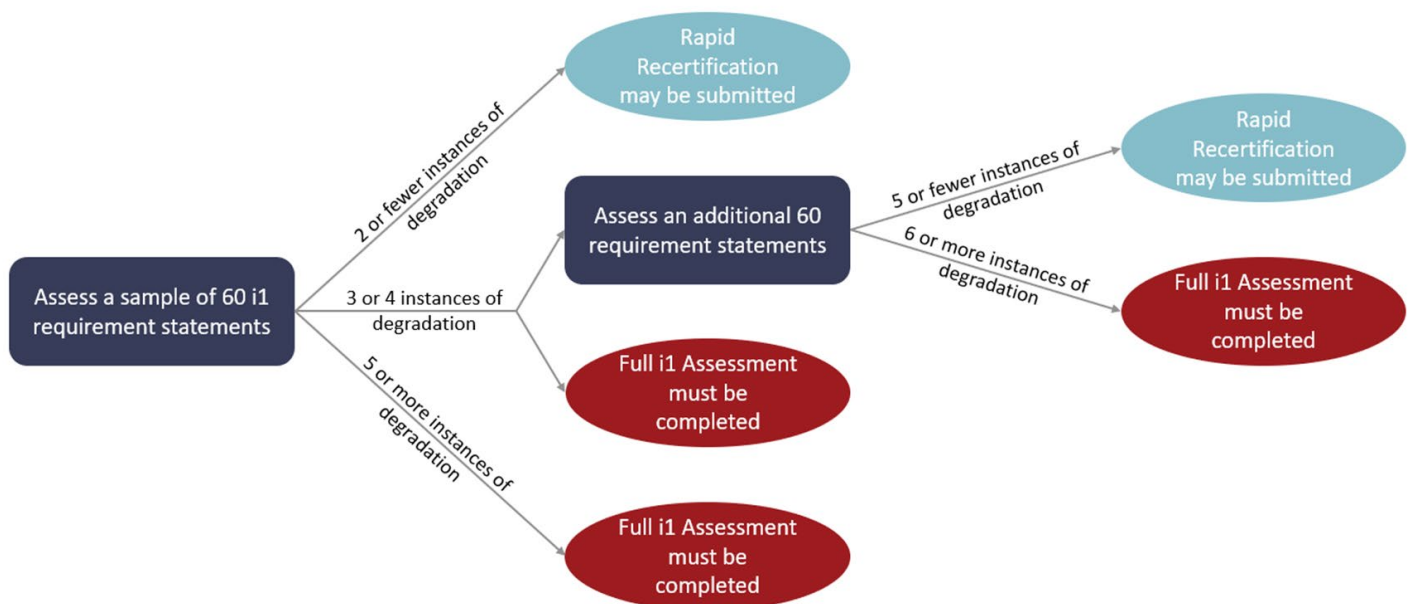 Assess a sample of 60 i1
requirement statements
2 or fewer instances of
degradation
3 or 4 instances of
degradation
5 or more instances of
degradation
Rapid
Recertification
may be submitted
Assess an additional 60
requirement statements
Full i1 Assessment
must be
completed
Full i1 Assessment
must be
completed
5 or fewer instances of
degradation
6 or more instances of
degradation
Rapid
Recertification
may be submitted
Full i1 Assessment
must be
completed